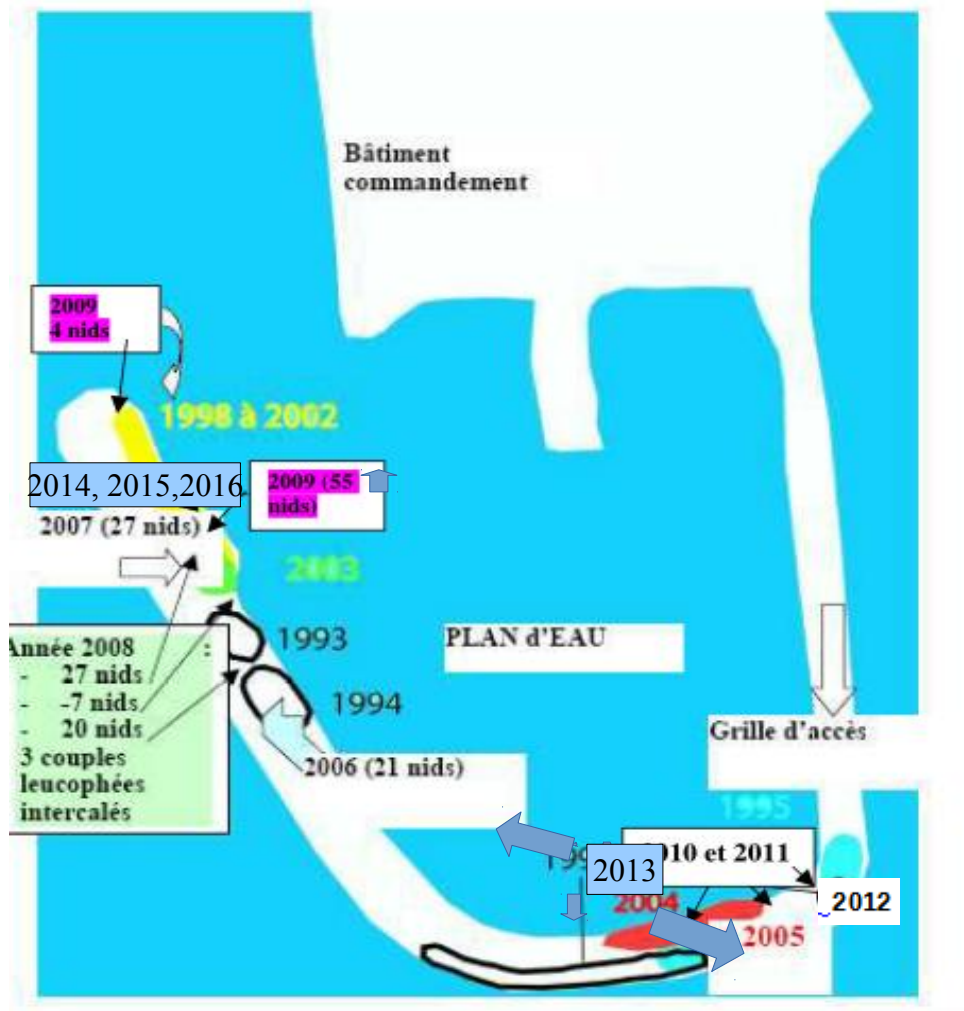 Bâtiment
commandement
2009
4 nids
1998 à 2002
2014, 2015,2016
2009 (55
nids)
2007 (27 nids)
2003
1993
PLAN d'EAU
Année 2008 :
- 27 nids
- -7 nids
- 20 nids
3 couples
leucophées
intercalés
1994
Grille d'accès
2006 (21 nids)
1995
2010 et 2011
2013
2012
2004
2005